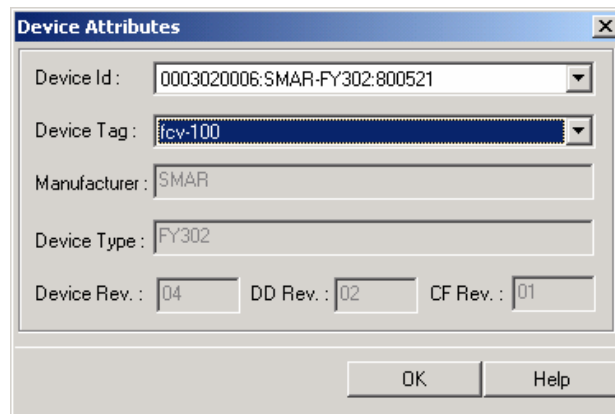 Device Attributes
Device Id : 0003020006:SMAR-FY302:800521
Device Tag : fcv-100
Manufacturer : SMAR
Device Type : FY302
Device Rev. : 04 DD Rev. : 02 CF Rev. : 01
OK Help